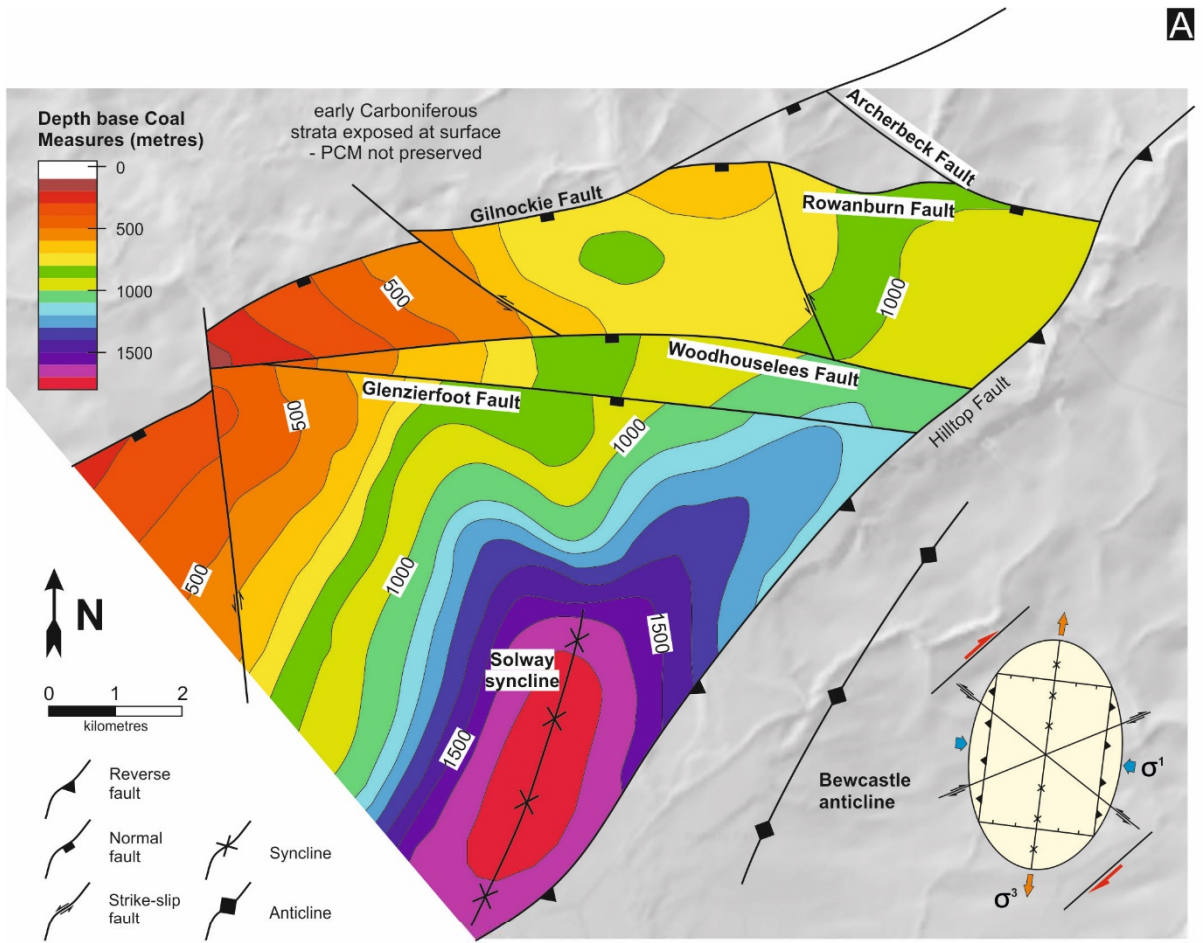 A
Depth base Coal
Measures (metres)
0
500
1000
1500
early Carboniferous
strata exposed at surface
- PCM not preserved
Archerbeck Fault
Gilnockie Fault
Rowanburn Fault
500
1000
Woodhouselees Fault
Glenzierfoot Fault
500
1000
Hilltop Fault
500
1000
1500
1500
Solway
syncline
N
0 1 2
kilometres
Reverse
fault
Normal
fault
Strike-slip
fault
Syncline
Anticline
Bewcastle
anticline
σ1
σ3